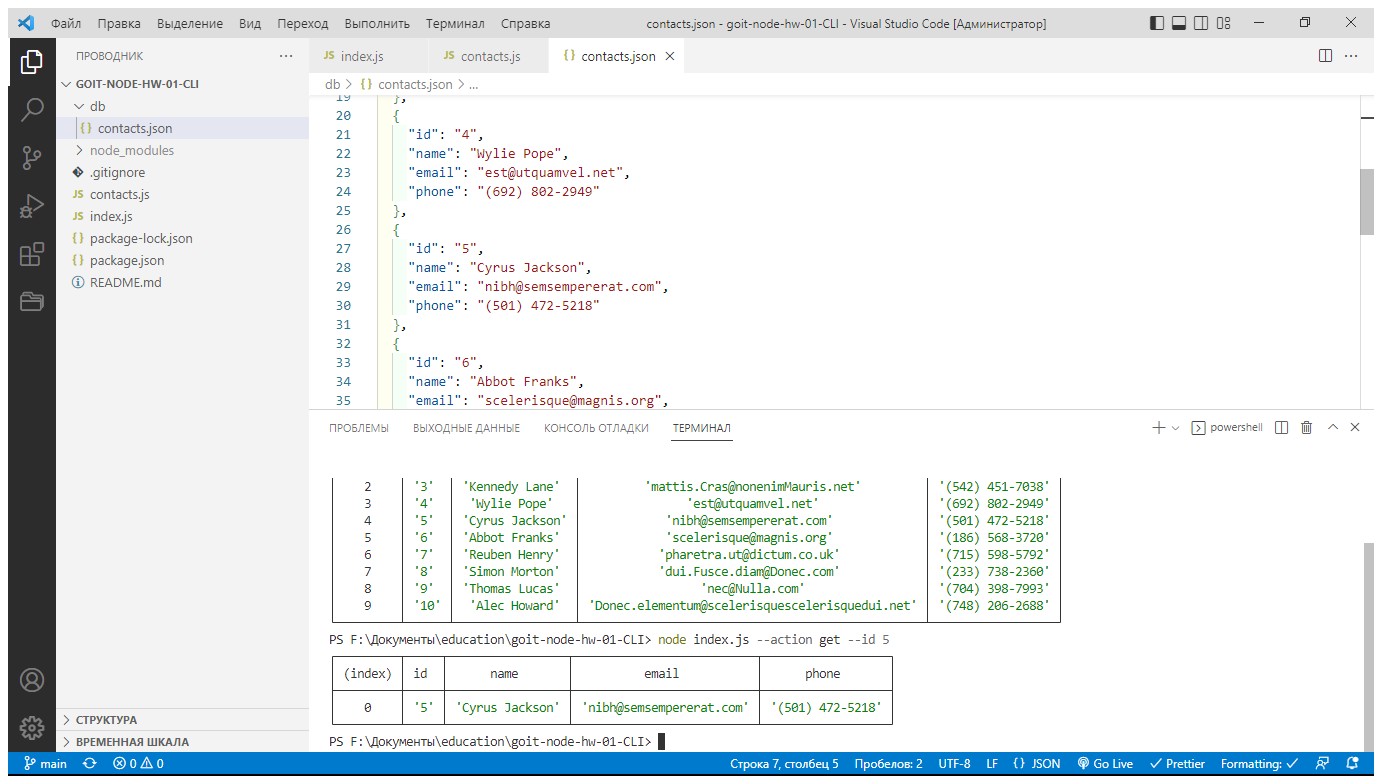 Файл Правка Выделение Вид Переход Выполнить Терминал Справка contacts.json - goit-node-hw-01-CLI - Visual Studio Code [Администратор]
ПРОВОДНИК ···
GOIT-NODE-HW-01-CLI
db
{} contacts.json
node_modules
.gitignore
JS contacts.js
JS index.js
{} package-lock.json
{} package.json
README.md
СТРУКТУРА
ВРЕМЕННАЯ ШКАЛА
JS index.js JS contacts.js {} contacts.json
db > {} contacts.json > ...
19 },
20 {
21 "id": "4",
22 "name": "Wylie Pope",
23 "email": "est@utquamvel.net",
24 "phone": "(692) 802-2949"
25 },
26 {
27 "id": "5",
28 "name": "Cyrus Jackson",
29 "email": "nibh@semsempererat.com",
30 "phone": "(501) 472-5218"
31 },
32 {
33 "id": "6",
34 "name": "Abbot Franks",
35 "email": "scelerisque@magnis.org",
ПРОБЛЕМЫ ВЫХОДНЫЕ ДАННЫЕ КОНСОЛЬ ОТЛАДКИ ТЕРМИНАЛ powershell
2 '3' 'Kennedy Lane' 'mattis.Cras@nonenimMauris.net' '(542) 451-7038'
3 '4' 'Wylie Pope' 'est@utquamvel.net' '(692) 802-2949'
4 '5' 'Cyrus Jackson' 'nibh@semsempererat.com' '(501) 472-5218'
5 '6' 'Abbot Franks' 'scelerisque@magnis.org' '(186) 568-3720'
6 '7' 'Reuben Henry' 'pharetra.ut@dictum.co.uk' '(715) 598-5792'
7 '8' 'Simon Morton' 'dui.Fusce.diam@Donec.com' '(233) 738-2360'
8 '9' 'Thomas Lucas' 'nec@Nulla.com' '(704) 398-7993'
9 '10' 'Alec Howard' 'Donec.elementum@scelerisquescelerisquedui.net' '(748) 206-2688'
PS F:\Документы\education\goit-node-hw-01-CLI> node index.js --action get --id 5
(index) id name email phone
0 '5' 'Cyrus Jackson' 'nibh@semsempererat.com' '(501) 472-5218'
PS F:\Документы\education\goit-node-hw-01-CLI>
main 0 0 Строка 7, столбец 5 Пробелов: 2 UTF-8 LF {} JSON Go Live Prettier Formatting: